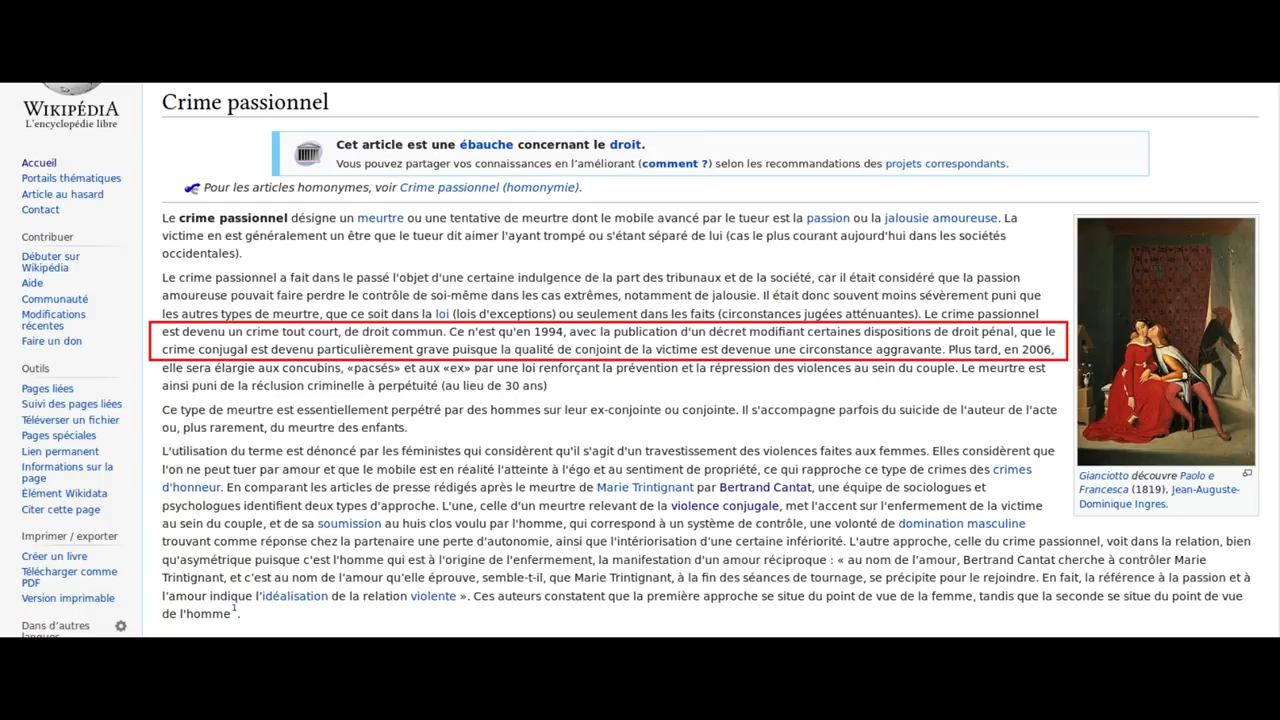 WIKIPÉDIA
L'encyclopédie libre
Accueil
Portails thématiques
Article au hasard
Contact
Contribuer
Débuter sur
Wikipédia
Aide
Communauté
Modifications
récentes
Faire un don
Outils
Pages liées
Suivi des pages liées
Téléverser un fichier
Pages spéciales
Lien permanent
Informations sur la
page
Élément Wikidata
Citer cette page
Imprimer / exporter
Créer un livre
Télécharger comme
PDF
Version imprimable
Dans d'autres
langues
Crime passionnel
Cet article est une ébauche concernant le droit.
Vous pouvez partager vos connaissances en l’améliorant (comment ?) selon les recommandations des projets correspondants.
Pour les articles homonymes, voir Crime passionnel (homonymie).
Le crime passionnel désigne un meurtre ou une tentative de meurtre dont le mobile avancé par le tueur est la passion ou la jalousie amoureuse. La
victime en est généralement un être que le tueur dit aimer l'ayant trompé ou s'étant séparé de lui (cas le plus courant aujourd'hui dans les sociétés
occidentales).
Le crime passionnel a fait dans le passé l'objet d'une certaine indulgence de la part des tribunaux et de la société, car il était considéré que la passion
amoureuse pouvait faire perdre le contrôle de soi-même dans les cas extrêmes, notamment de jalousie. Il était donc souvent moins sévèrement puni que
les autres types de meurtre, que ce soit dans la loi (lois d'exceptions) ou seulement dans les faits (circonstances jugées atténuantes). Le crime passionnel
est devenu un crime tout court, de droit commun. Ce n'est qu'en 1994, avec la publication d'un décret modifiant certaines dispositions de droit pénal, que le
crime conjugal est devenu particulièrement grave puisque la qualité de conjoint de la victime est devenue une circonstance aggravante. Plus tard, en 2006,
elle sera élargie aux concubins, «pacsés» et aux «ex» par une loi renforçant la prévention et la répression des violences au sein du couple. Le meurtre est
ainsi puni de la réclusion criminelle à perpétuité (au lieu de 30 ans)
Ce type de meurtre est essentiellement perpétré par des hommes sur leur ex-conjointe ou conjointe. Il s'accompagne parfois du suicide de l'auteur de l'acte
ou, plus rarement, du meurtre des enfants.
L'utilisation du terme est dénoncé par les féministes qui considèrent qu'il s'agit d'un travestissement des violences faites aux femmes. Elles considèrent que
l'on ne peut tuer par amour et que le mobile est en réalité l'atteinte à l'égo et au sentiment de propriété, ce qui rapproche ce type de crimes des crimes
d'honneur. En comparant les articles de presse rédigés après le meurtre de Marie Trintignant par Bertrand Cantat, une équipe de sociologues et
psychologues identifient deux types d'approche. L'une, celle d'un meurtre relevant de la violence conjugale, met l'accent sur l'enfermement de la victime
au sein du couple, et de sa soumission au huis clos voulu par l'homme, qui correspond à un système de contrôle, une volonté de domination masculine
trouvant comme réponse chez la partenaire une perte d'autonomie, ainsi que l'intériorisation d’une certaine infériorité. L'autre approche, celle du crime passionnel, voit dans la relation, bien
qu'asymétrique puisque c'est l'homme qui est à l'origine de l'enfermement, la manifestation d'un amour réciproque : « au nom de l’amour, Bertrand Cantat cherche à contrôler Marie
Trintignant, et c’est au nom de l’amour qu’elle éprouve, semble-t-il, que Marie Trintignant, à la fin des séances de tournage, se précipite pour le rejoindre. En fait, la référence à la passion et à
l’amour indique l’idéalisation de la relation violente ». Ces auteurs constatent que la première approche se situe du point de vue de la femme, tandis que la seconde se situe du point de vue
de l'homme 1.
Gianciotto découvre Paolo e
Francesca (1819), Jean-Auguste-
Dominique Ingres.